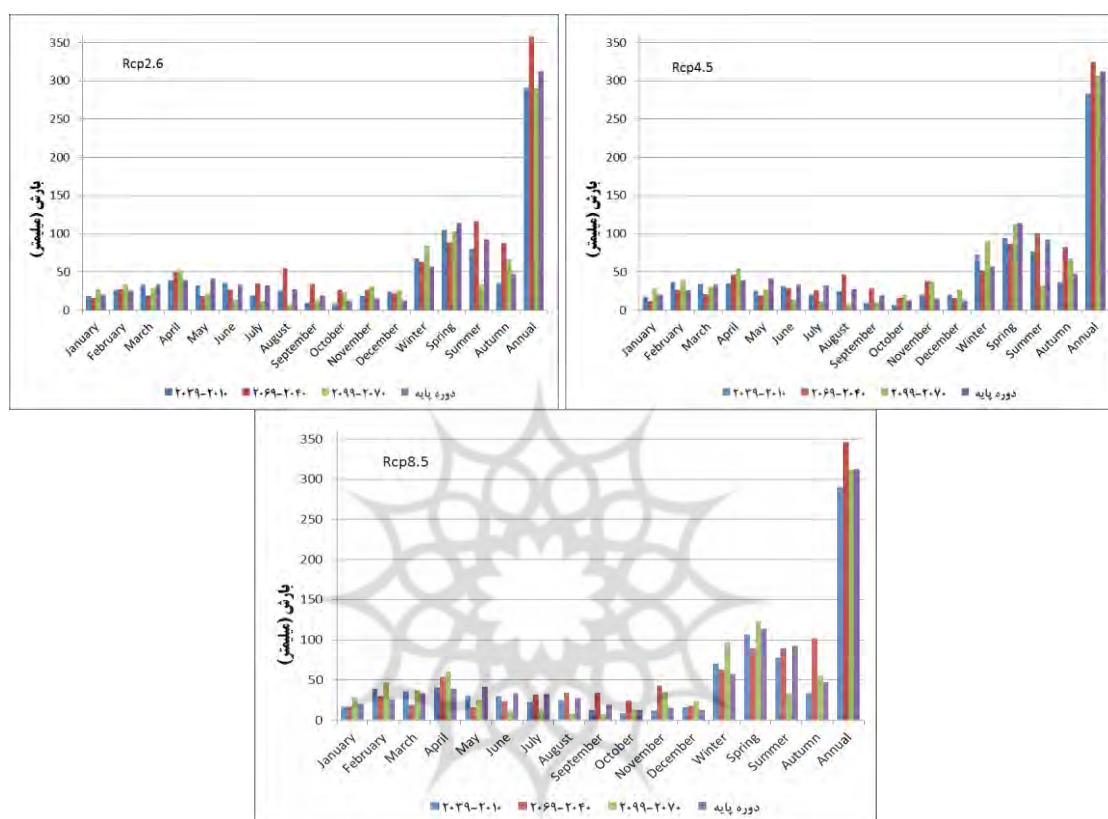 Rcp2.6
350
300
250
200
150
100
50
0
بارش (میلیمتر)
January
February
March
April
May
June
July
August
September
October
November
December
Winter
Spring
Summer
Autumn
Annual
۲۰۳۹-۲۰۱۰ ۲۰۶۹-۲۰۴۰ ۲۰۹۹-۲۰۷۰ دوره پایه
Rcp4.5
350
300
250
200
150
100
50
0
بارش (میلیمتر)
January
February
March
April
May
June
July
August
September
October
November
December
Winter
Spring
Summer
Autumn
Annual
۲۰۳۹-۲۰۱۰ ۲۰۶۹-۲۰۴۰ ۲۰۹۹-۲۰۷۰ دوره پایه
Rcp8.5
350
300
250
200
150
100
50
0
بارش (میلیمتر)
January
February
March
April
May
June
July
August
September
October
November
December
Winter
Spring
Summer
Autumn
Annual
۲۰۳۹-۲۰۱۰ ۲۰۶۹-۲۰۴۰ ۲۰۹۹-۲۰۷۰ دوره پایه